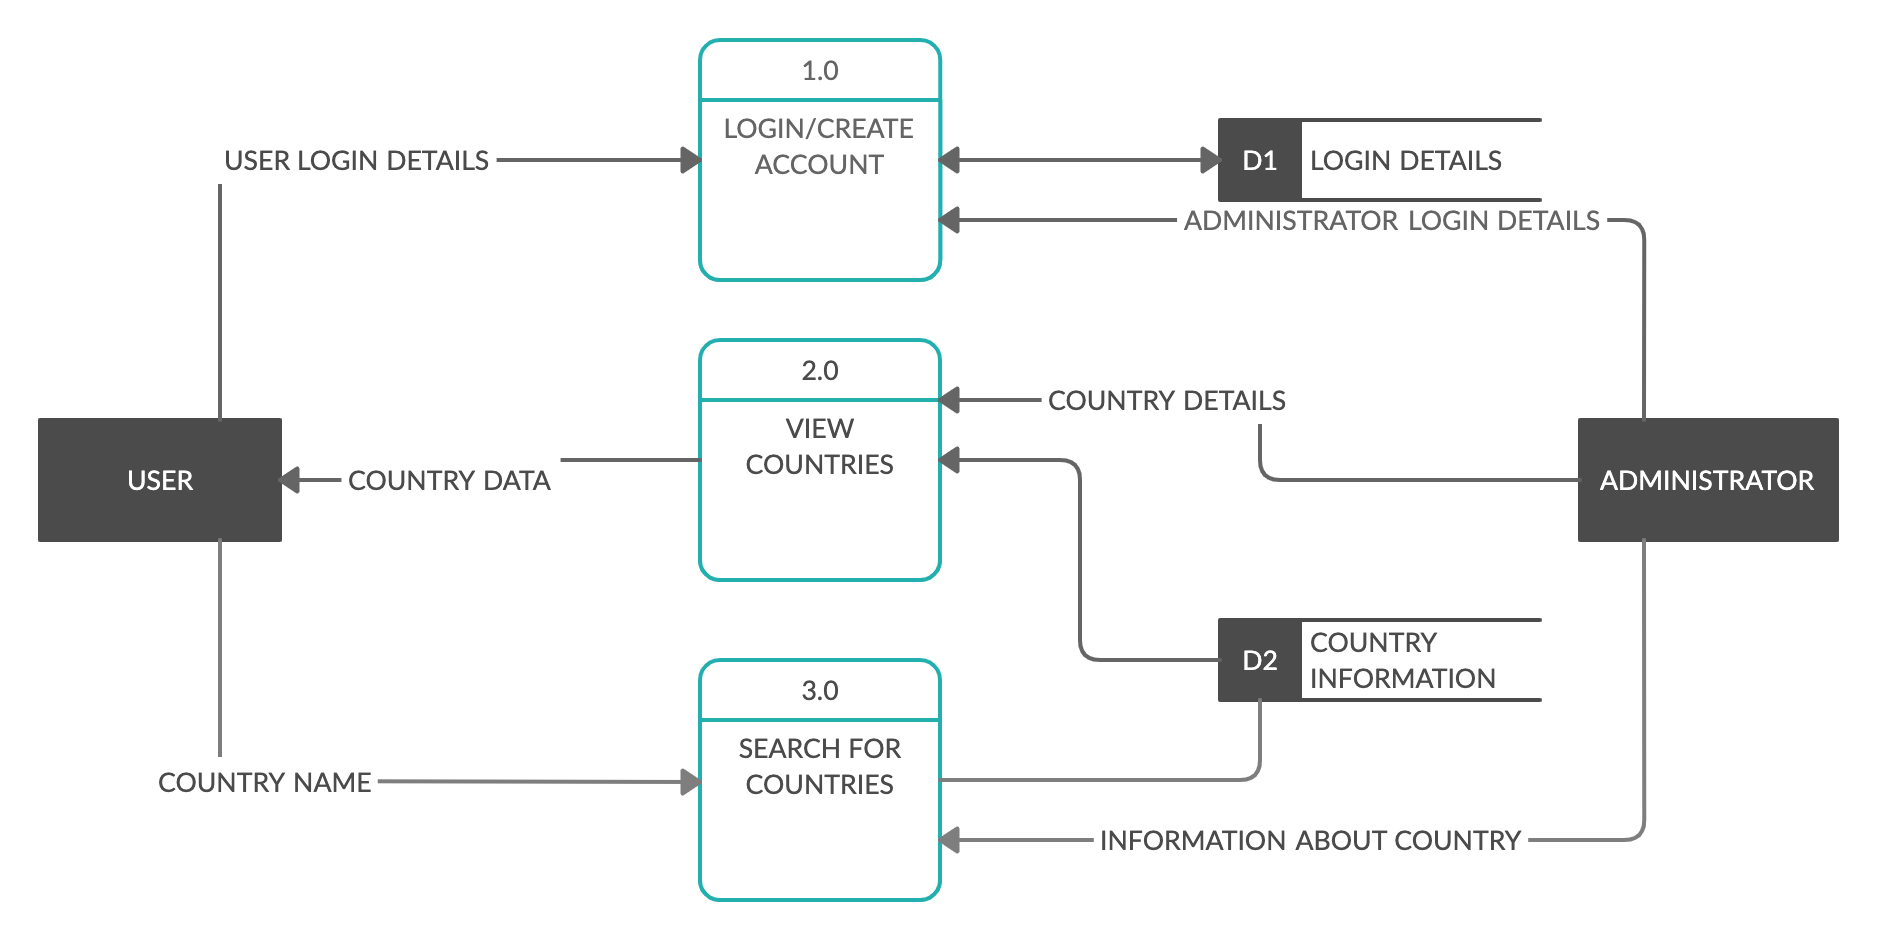 1.0
LOGIN/CREATE
ACCOUNT
USER LOGIN DETAILS
D1 LOGIN DETAILS
ADMINISTRATOR LOGIN DETAILS
2.0
VIEW
COUNTRIES
COUNTRY DETAILS
USER
COUNTRY DATA
ADMINISTRATOR
D2
COUNTRY
INFORMATION
3.0
SEARCH FOR
COUNTRIES
COUNTRY NAME
INFORMATION ABOUT COUNTRY